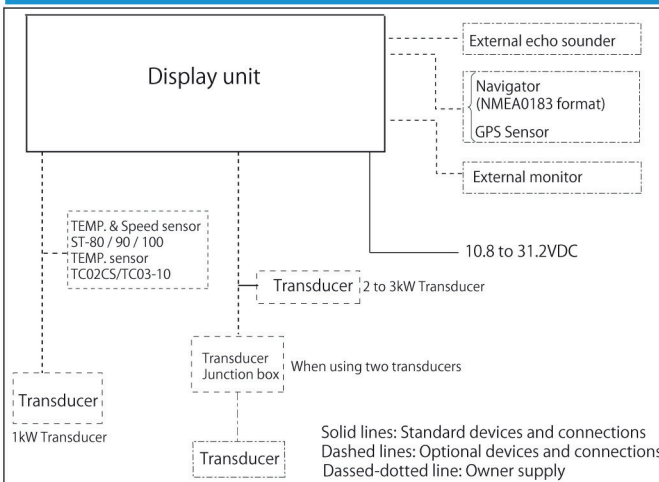 Display unit
External echo sounder
Navigator
(NMEA0183 format)
GPS Sensor
External monitor
TEMP. & Speed sensor
ST-80 / 90 / 100
TEMP. sensor
TC02CS/TC03-10
10.8 to 31.2VDC
Transducer
2 to 3kW Transducer
Transducer
Junction box
When using two transducers
Transducer
1kW Transducer
Transducer
Solid lines: Standard devices and connections
Dashed lines: Optional devices and connections
Dassed-dotted line: Owner supply